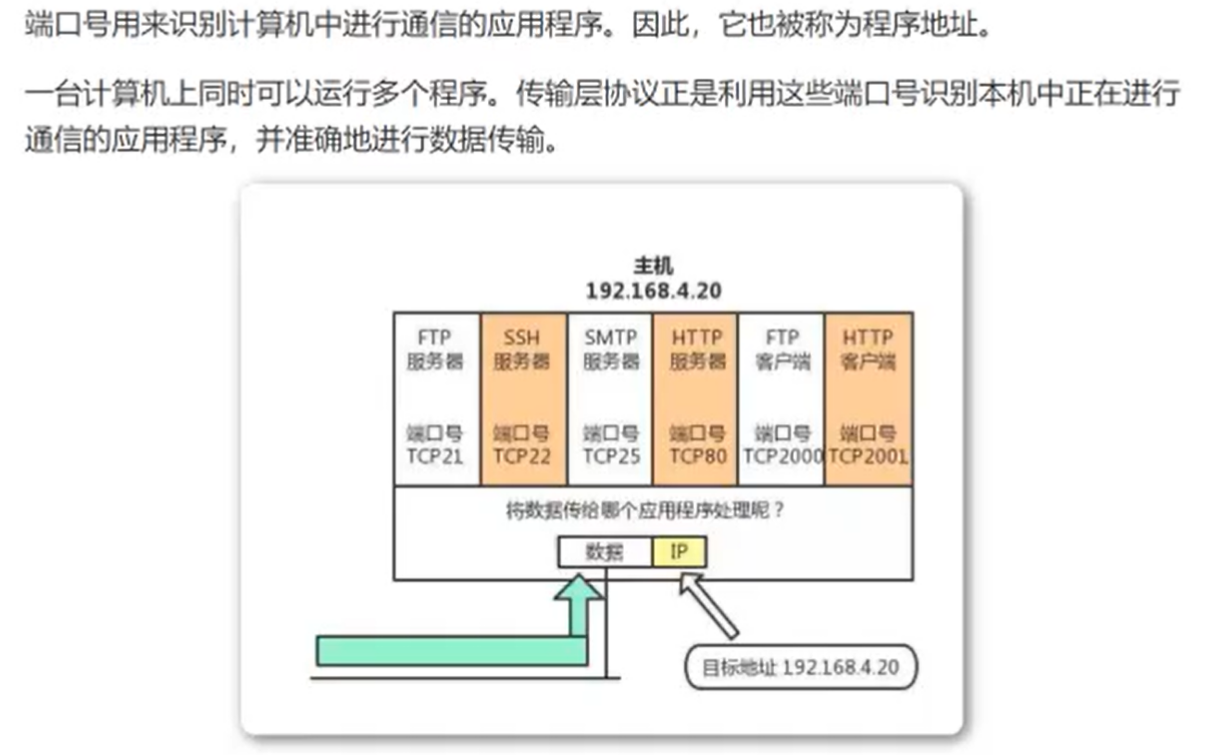 端口号用来识别计算机中进行通信的应用程序。因此，它也被称为程序地址。
一台计算机上同时可以运行多个程序。传输层协议正是利用这些端口号识别本机中正在进行
通信的应用程序，并准确地进行数据传输。
主机
192.168.4.20
FTP
服务器
端口号
TCP21
SSH
服务器
端口号
TCP22
SMTP
服务器
端口号
TCP25
HTTP
服务器
端口号
TCP80
FTP
客户端
端口号
TCP2000
HTTP
客户端
端口号
TCP2001
将数据传给哪个应用程序处理呢？
数据
IP
目标地址 192.168.4.20